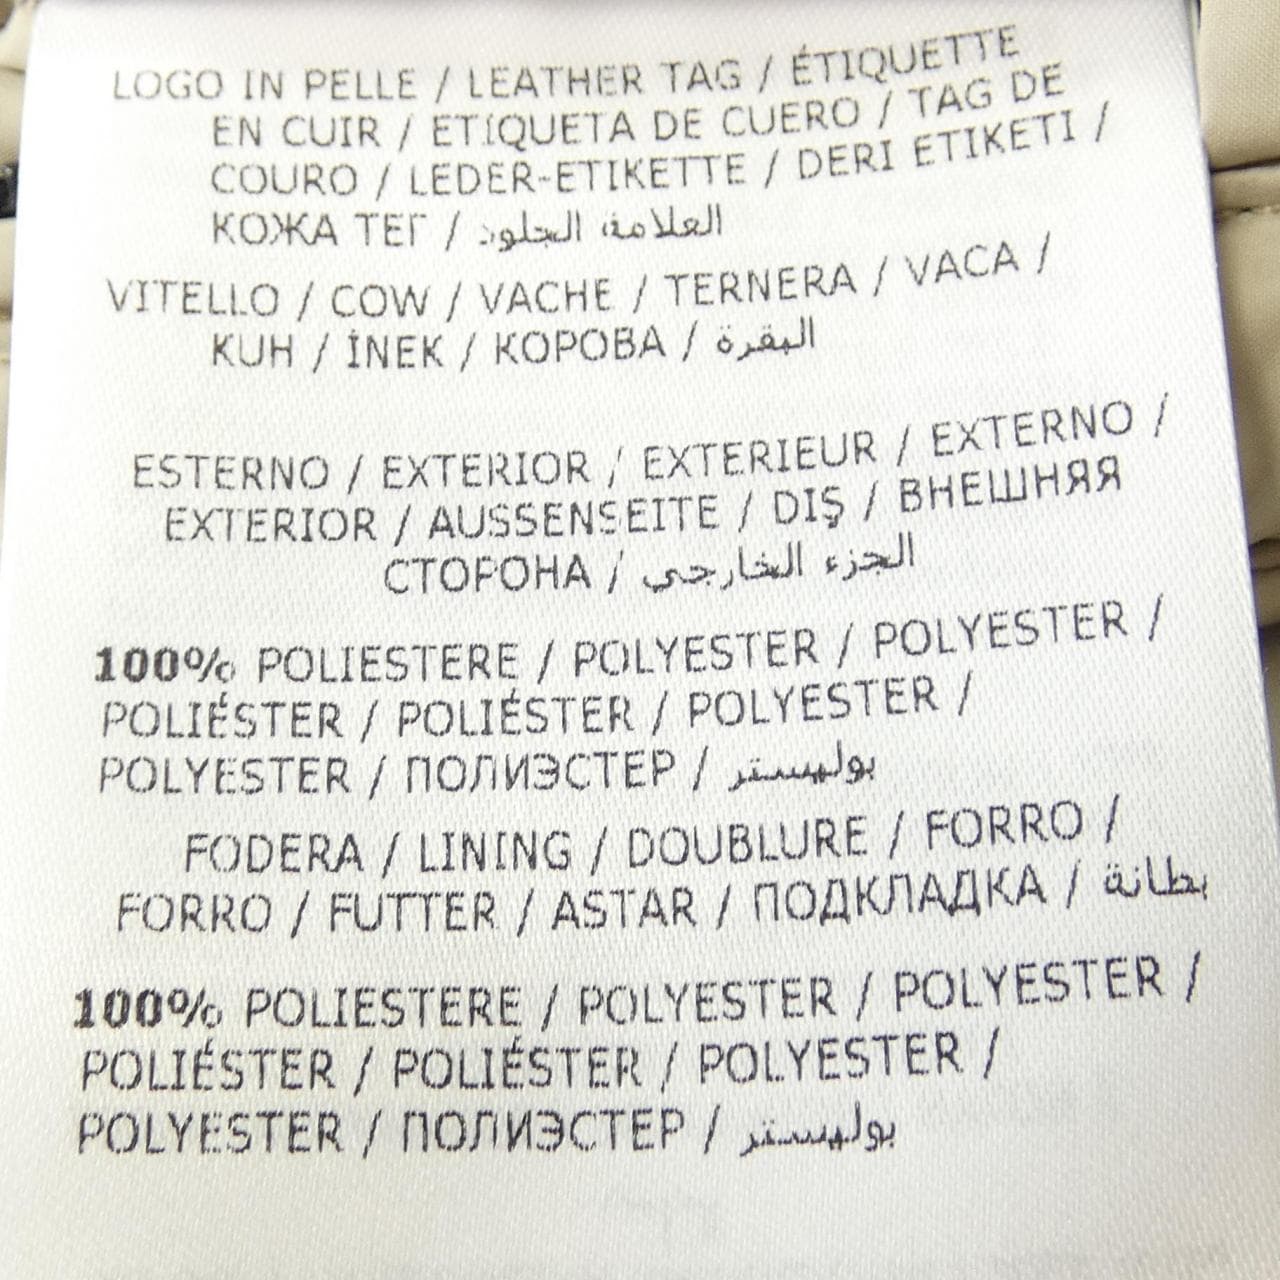 LOGO IN PELLE / LEATHER TAG / ÉTIQUETTE
EN CUIR / ETIQUETA DE CUERO / TAG DE
COURO / LEDER-ETIKETTE / DERI ETIKETI /
КОЖА ТЕГ / العلامة الجلود
VITELLO / COW / VACHE / TERNERA / VACA /
KUH / İNEK / КОРОВА / البقرة
ESTERNO / EXTERIOR / EXTERIEUR / EXTERNO /
EXTERIOR / AUSSENSEITE / DIŞ / ВНЕШНЯЯ
СТОРОНА / الجزء الخارجي
100% POLIESTERE / POLYESTER / POLYESTER /
POLIÉSTER / POLIÉSTER / POLYESTER /
POLYESTER / ПОЛИЭСТЕР / بوليستر
FODERA / LINING / DOUBLURE / FORRO /
FORRO / FUTTER / ASTAR / ПОДКЛАДКА / بطانة
100% POLIESTERE / POLYESTER / POLYESTER /
POLIÉSTER / POLIÉSTER / POLYESTER /
POLYESTER / ПОЛИЭСТЕР / بوليستر